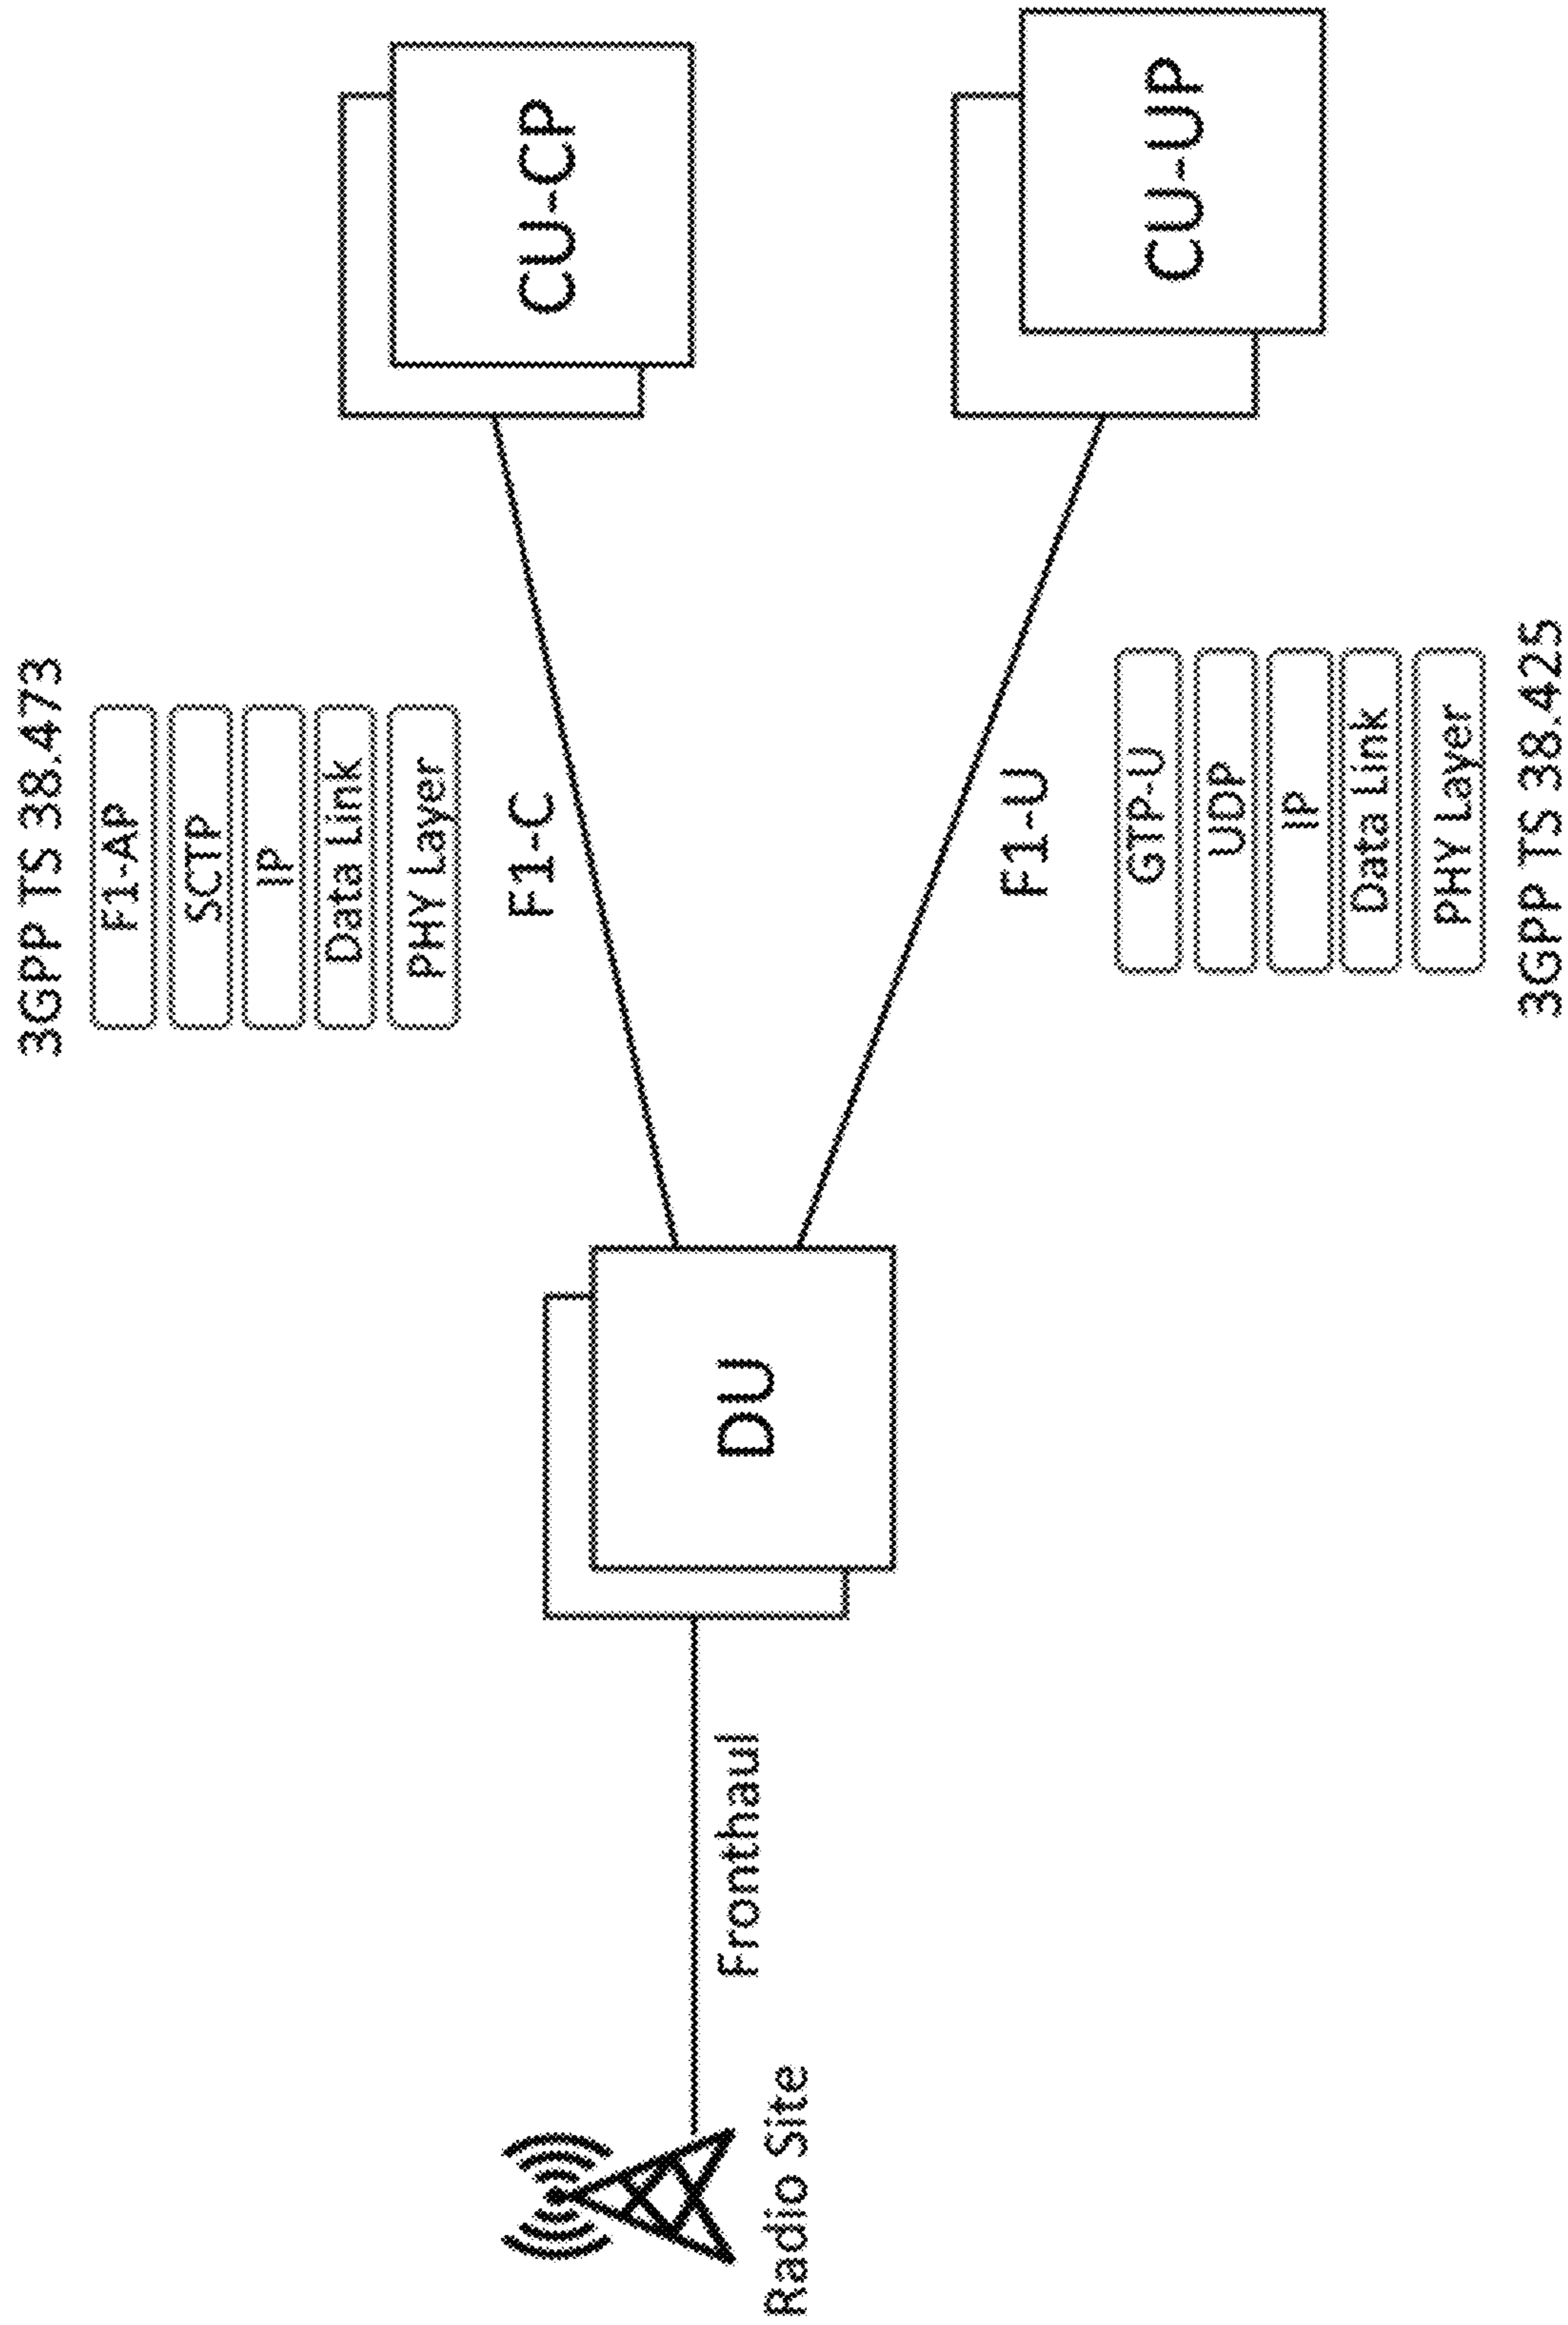 3GPP TS 38.473
F1-AP
SCTP
IP
Data Link
PHY Layer
F1-C
CU-CP
Radio Site
Fronthaul
DU
F1-U
CU-UP
GTP-U
UDP
IP
Data Link
PHY Layer
3GPP TS 38.425